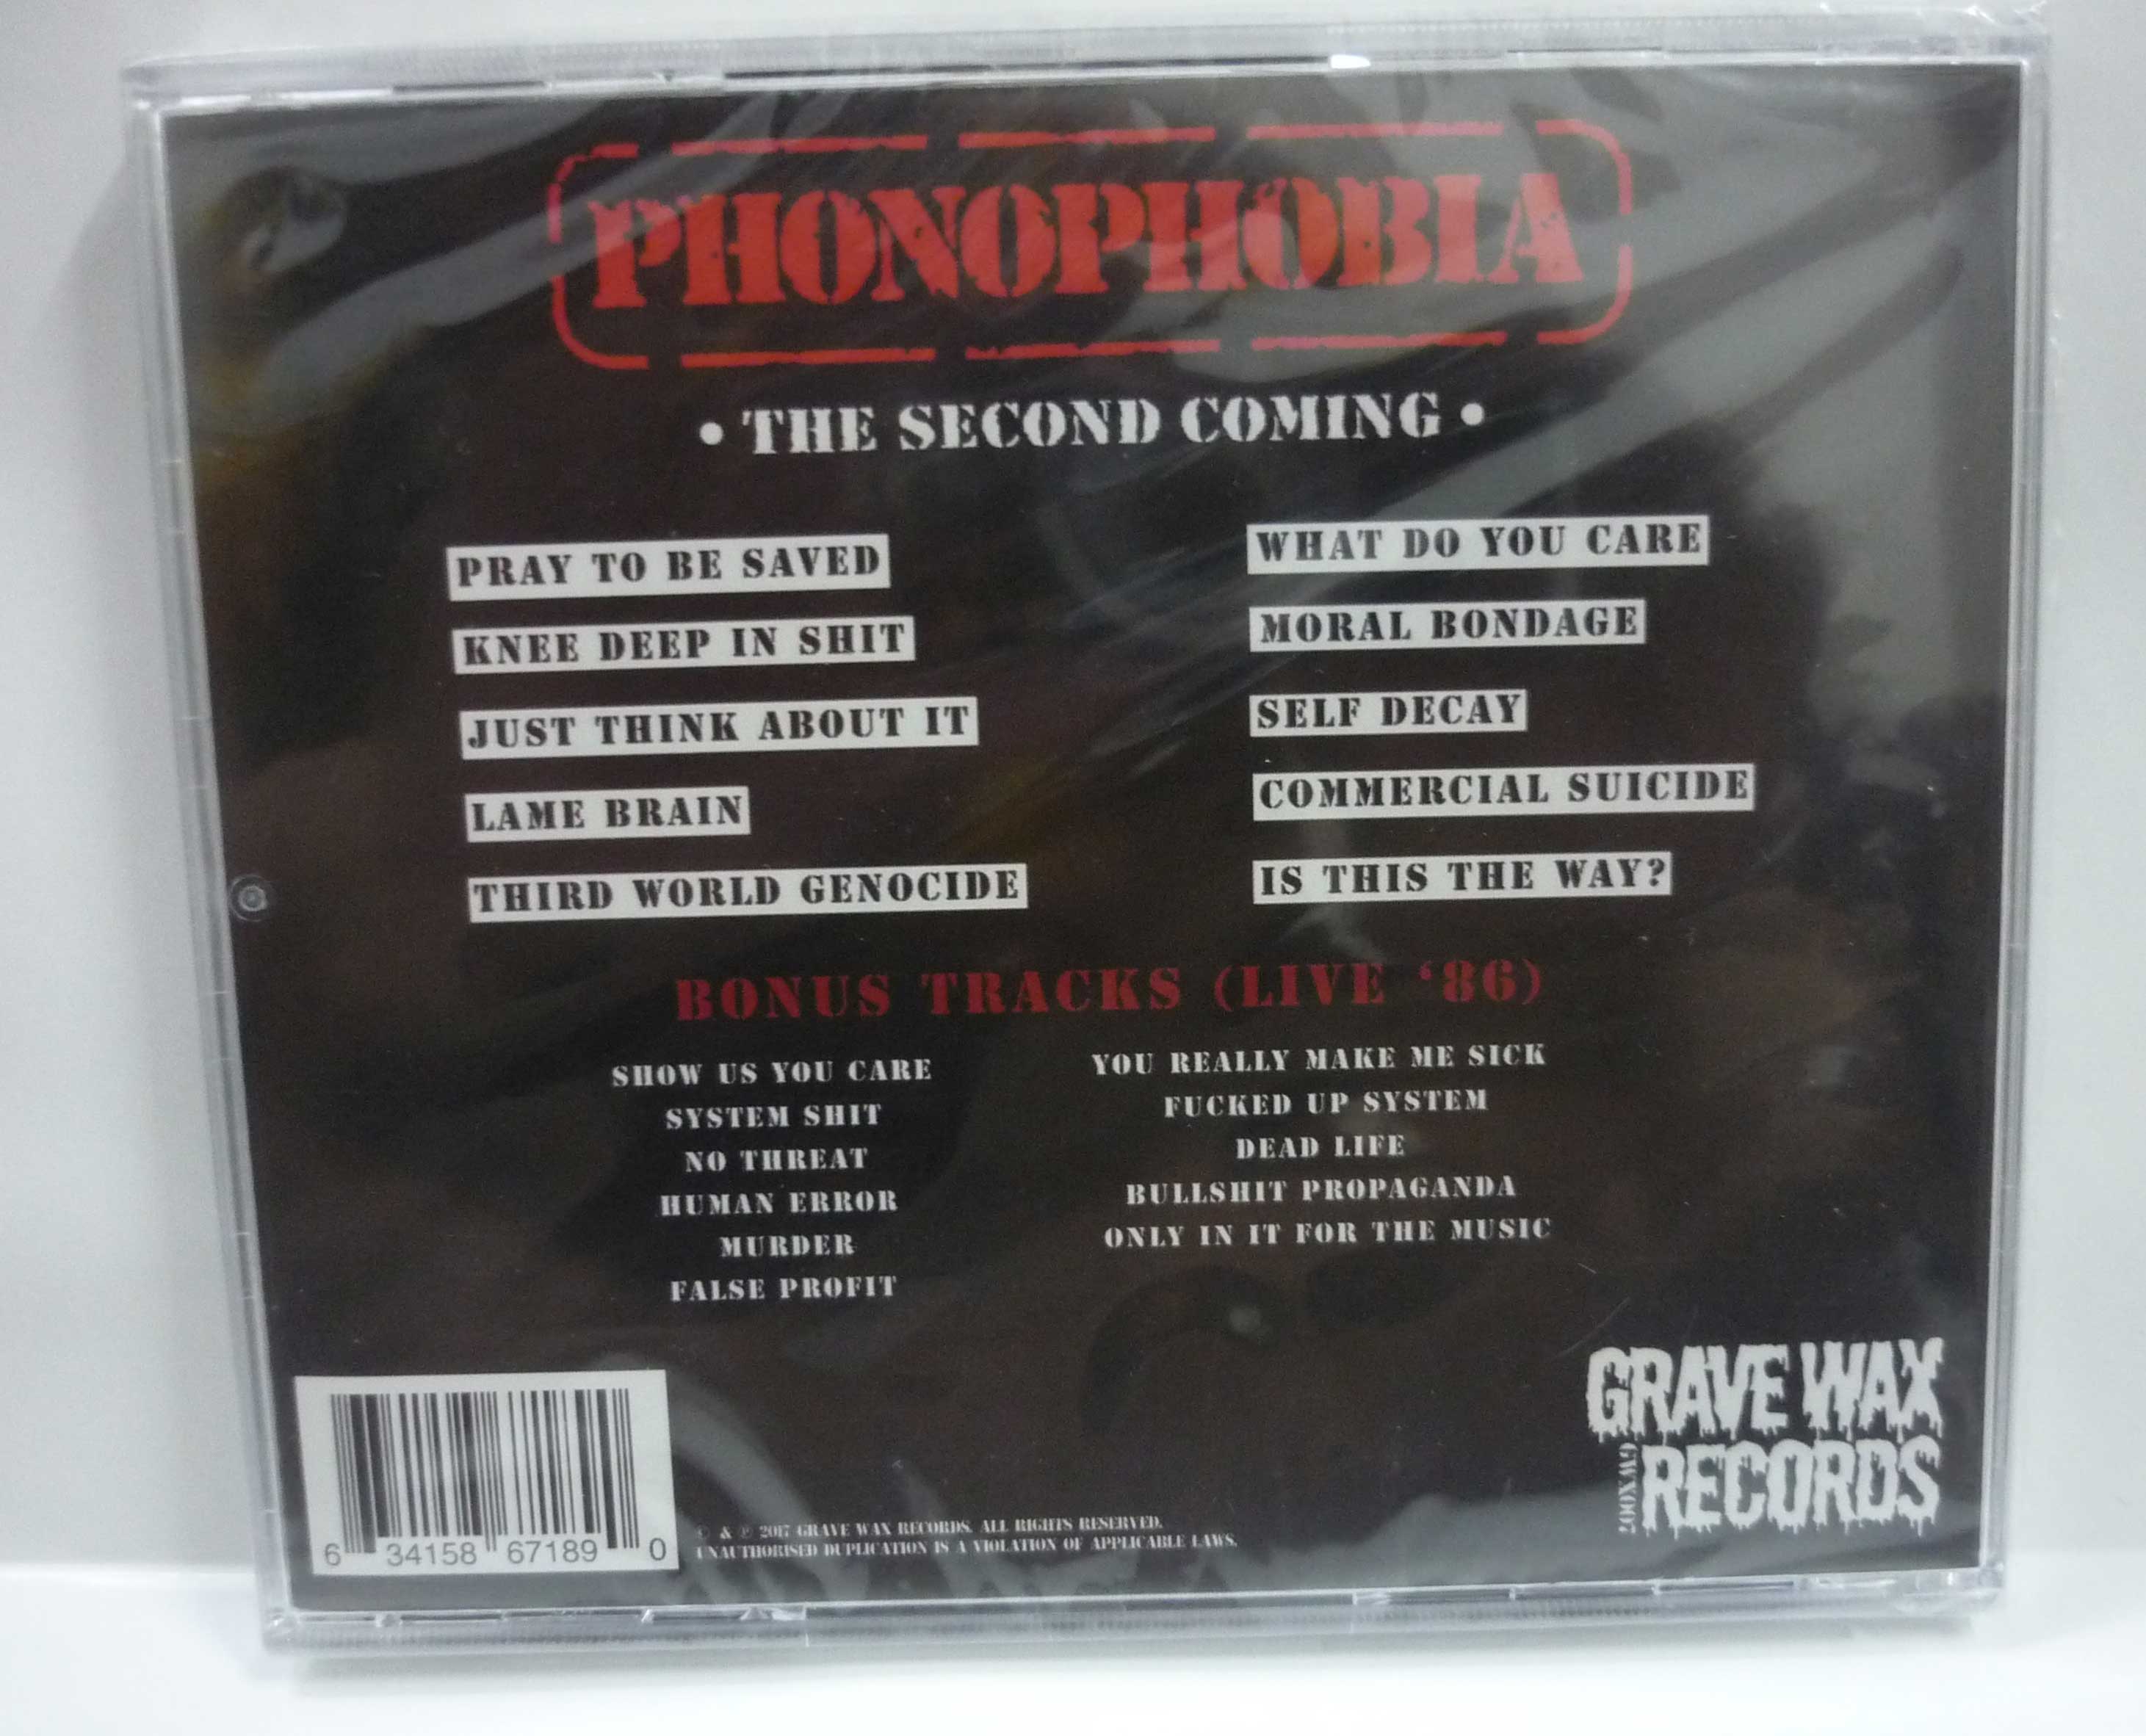 PHONOPHOBIA
• THE SECOND COMING •
PRAY TO BE SAVED
KNEE DEEP IN SHIT
JUST THINK ABOUT IT
LAME BRAIN
THIRD WORLD GENOCIDE
WHAT DO YOU CARE
MORAL BONDAGE
SELF DECAY
COMMERCIAL SUICIDE
IS THIS THE WAY?
BONUS TRACKS (LIVE ‘86)
SHOW US YOU CARE
SYSTEM SHIT
NO THREAT
HUMAN ERROR
MURDER
FALSE PROFIT
YOU REALLY MAKE ME SICK
FUCKED UP SYSTEM
DEAD LIFE
BULLSHIT PROPAGANDA
ONLY IN IT FOR THE MUSIC
6 34158 67189 0
© & ℗ 2017 GRAVE WAX RECORDS. ALL RIGHTS RESERVED.
UNAUTHORISED DUPLICATION IS A VIOLATION OF APPLICABLE LAWS.
GRAVE WAX
RECORDS
GWX002